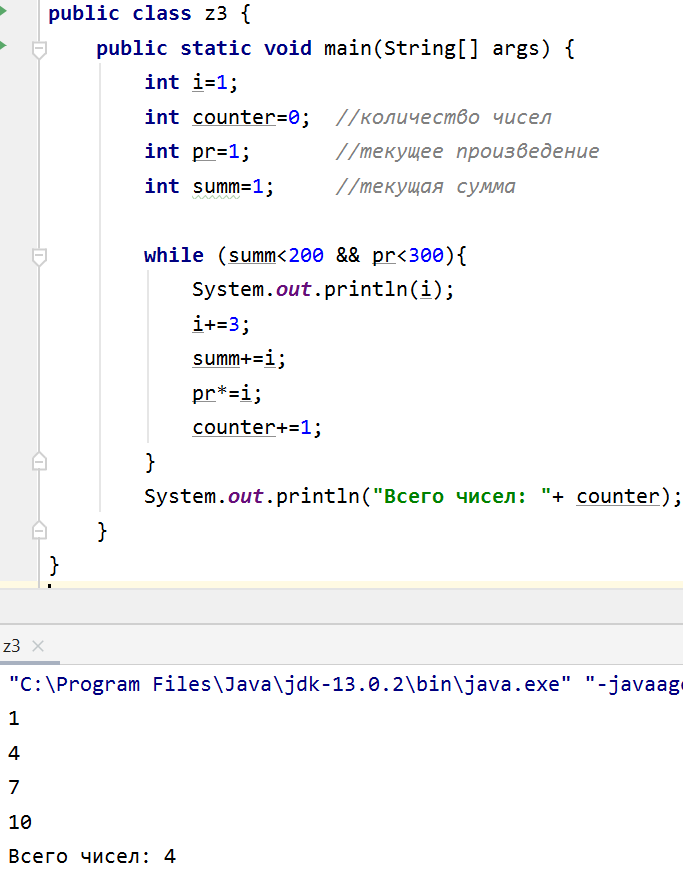 public class z3 {
public static void main(String[] args) {
int i=1;
int counter=0; //количество чисел
int pr=1; //текущее произведение
int summ=1; //текущая сумма
while (summ<200 && pr<300){
System.out.println(i);
i+=3;
summ+=i;
pr*=i;
counter+=1;
}
System.out.println("Всего чисел: "+ counter);
}
}
z3
"C:\Program Files\Java\jdk-13.0.2\bin\java.exe" "-javaage
1
4
7
10
Всего чисел: 4